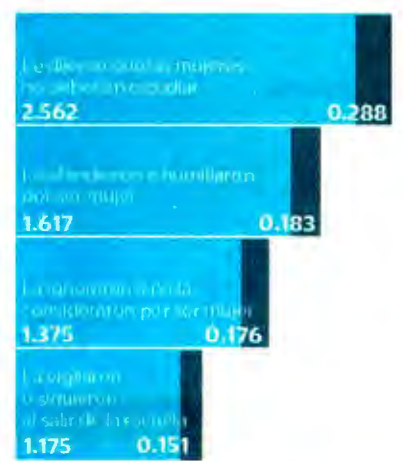 Le dijeron que las mujeres
no deberían estudiar
2.562 0.288
La ofendieron o humillaron
por ser mujer
1.617 0.183
La ignoraron o no la
consideraron por ser mujer
1.375 0.176
La vigilaron
o siguieron
al salir de la escuela
1.175 0.151